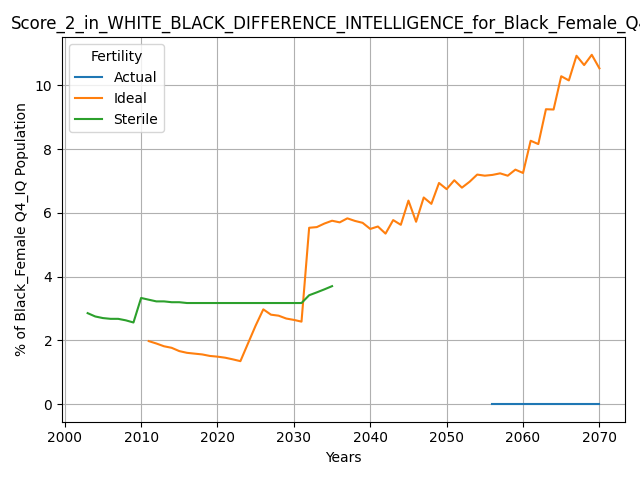 Score_2_in_WHITE_BLACK_DIFFERENCE_INTELLIGENCE_for_Black_Female_Q4
Fertility
Actual
Ideal
Sterile
% of Black_Female Q4_IQ Population
10
8
6
4
2
0
2000 2010 2020 2030 2040 2050 2060 2070
Years